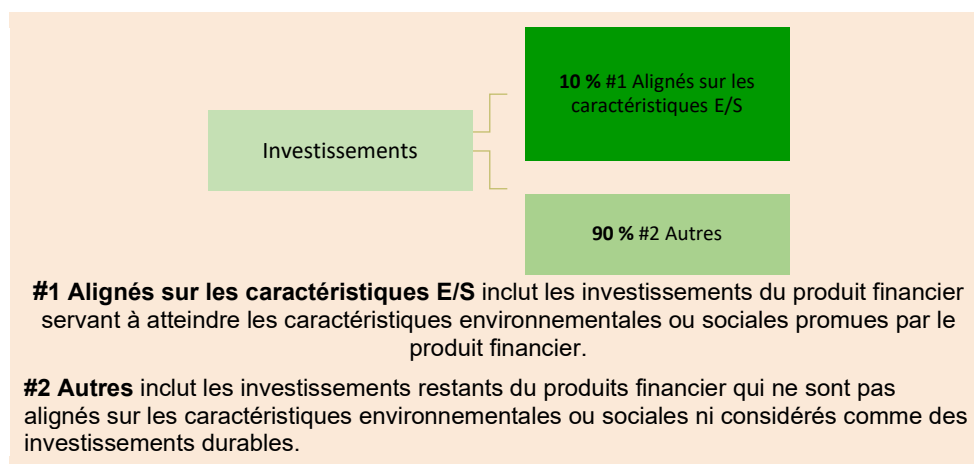 10 % #1 Alignés sur les
caractéristiques E/S
Investissements
90 % #2 Autres
#1 Alignés sur les caractéristiques E/S inclut les investissements du produit financier
servant à atteindre les caractéristiques environnementales ou sociales promues par le
produit financier.
#2 Autres inclut les investissements restants du produits financier qui ne sont pas
alignés sur les caractéristiques environnementales ou sociales ni considérés comme des
investissements durables.